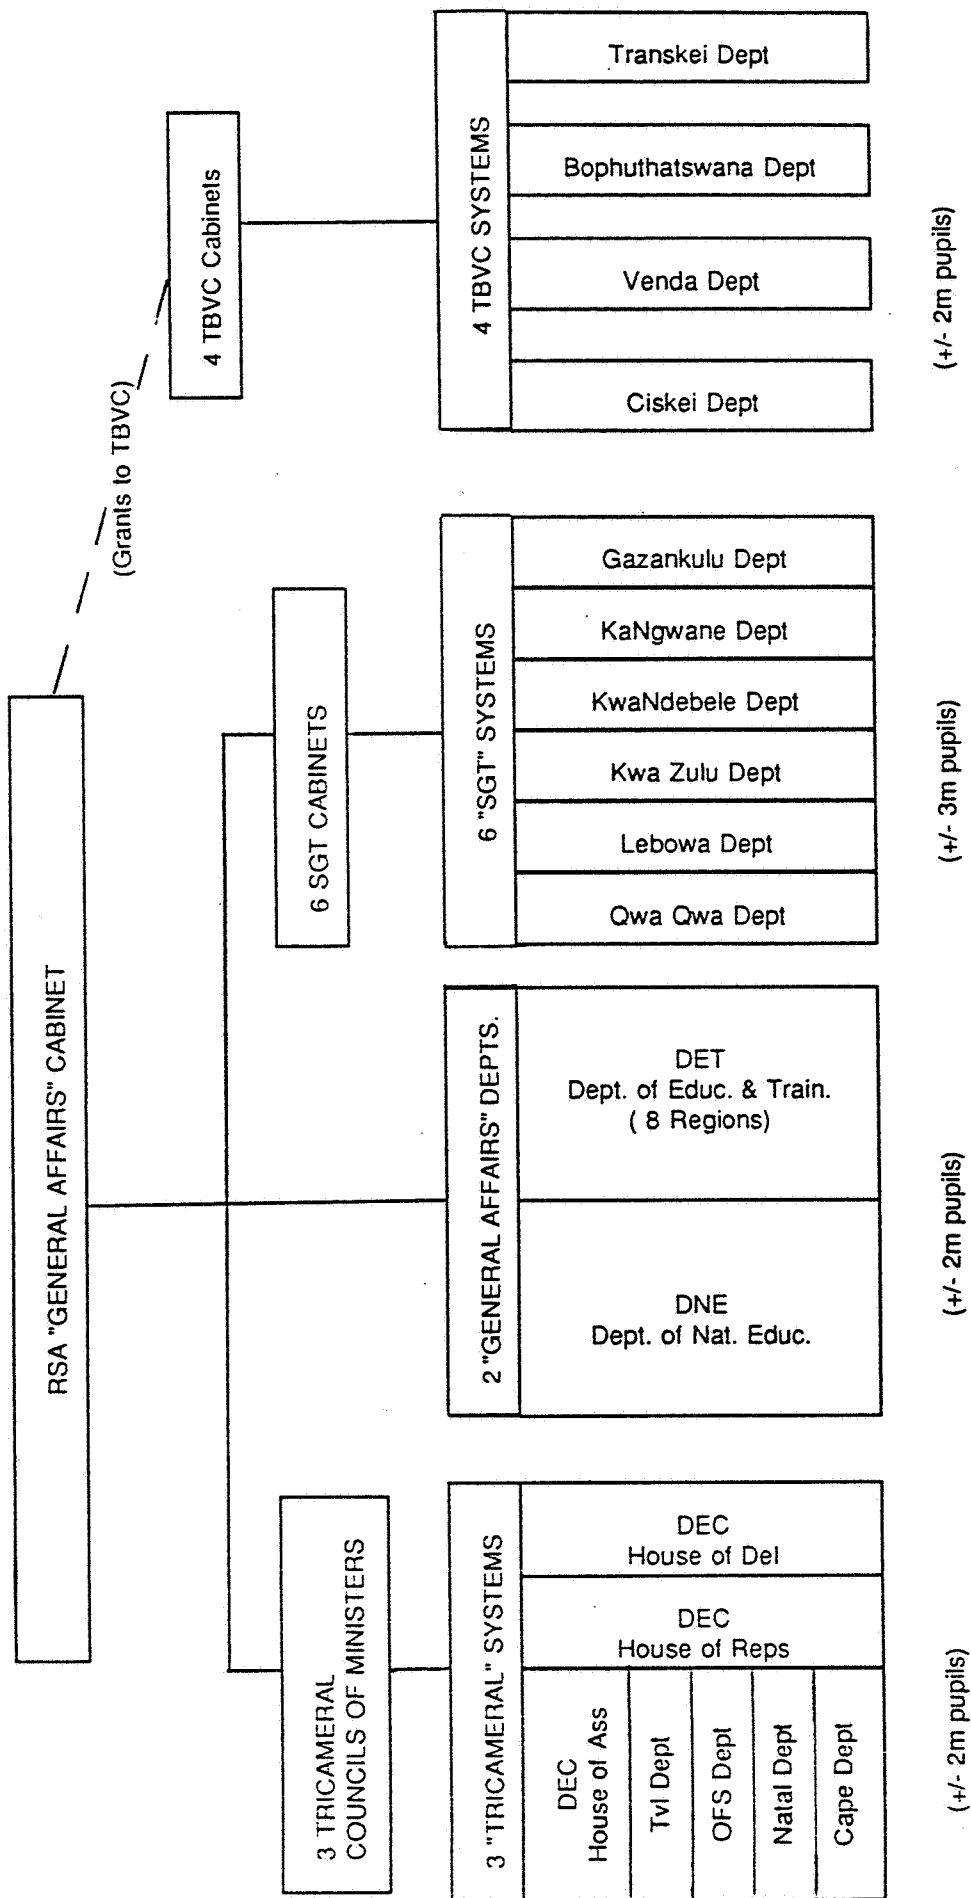 RSA "GENERAL AFFAIRS" CABINET
(Grants to TBVC)
3 TRICAMERAL
COUNCILS OF MINISTERS
6 SGT CABINETS
4 TBVC Cabinets
3 "TRICAMERAL" SYSTEMS
DEC
House of Ass
Tvl Dept
OFS Dept
Natal Dept
Cape Dept
DEC
House of Reps
DEC
House of Del
(+/- 2m pupils)
2 "GENERAL AFFAIRS" DEPTS.
DNE
Dept. of Nat. Educ.
DET
Dept. of Educ. & Train.
( 8 Regions)
(+/- 2m pupils)
6 "SGT" SYSTEMS
Qwa Qwa Dept
Lebowa Dept
Kwa Zulu Dept
KwaNdebele Dept
KaNgwane Dept
Gazankulu Dept
(+/- 3m pupils)
4 TBVC SYSTEMS
Ciskei Dept
Venda Dept
Bophuthatswana Dept
Transkei Dept
(+/- 2m pupils)